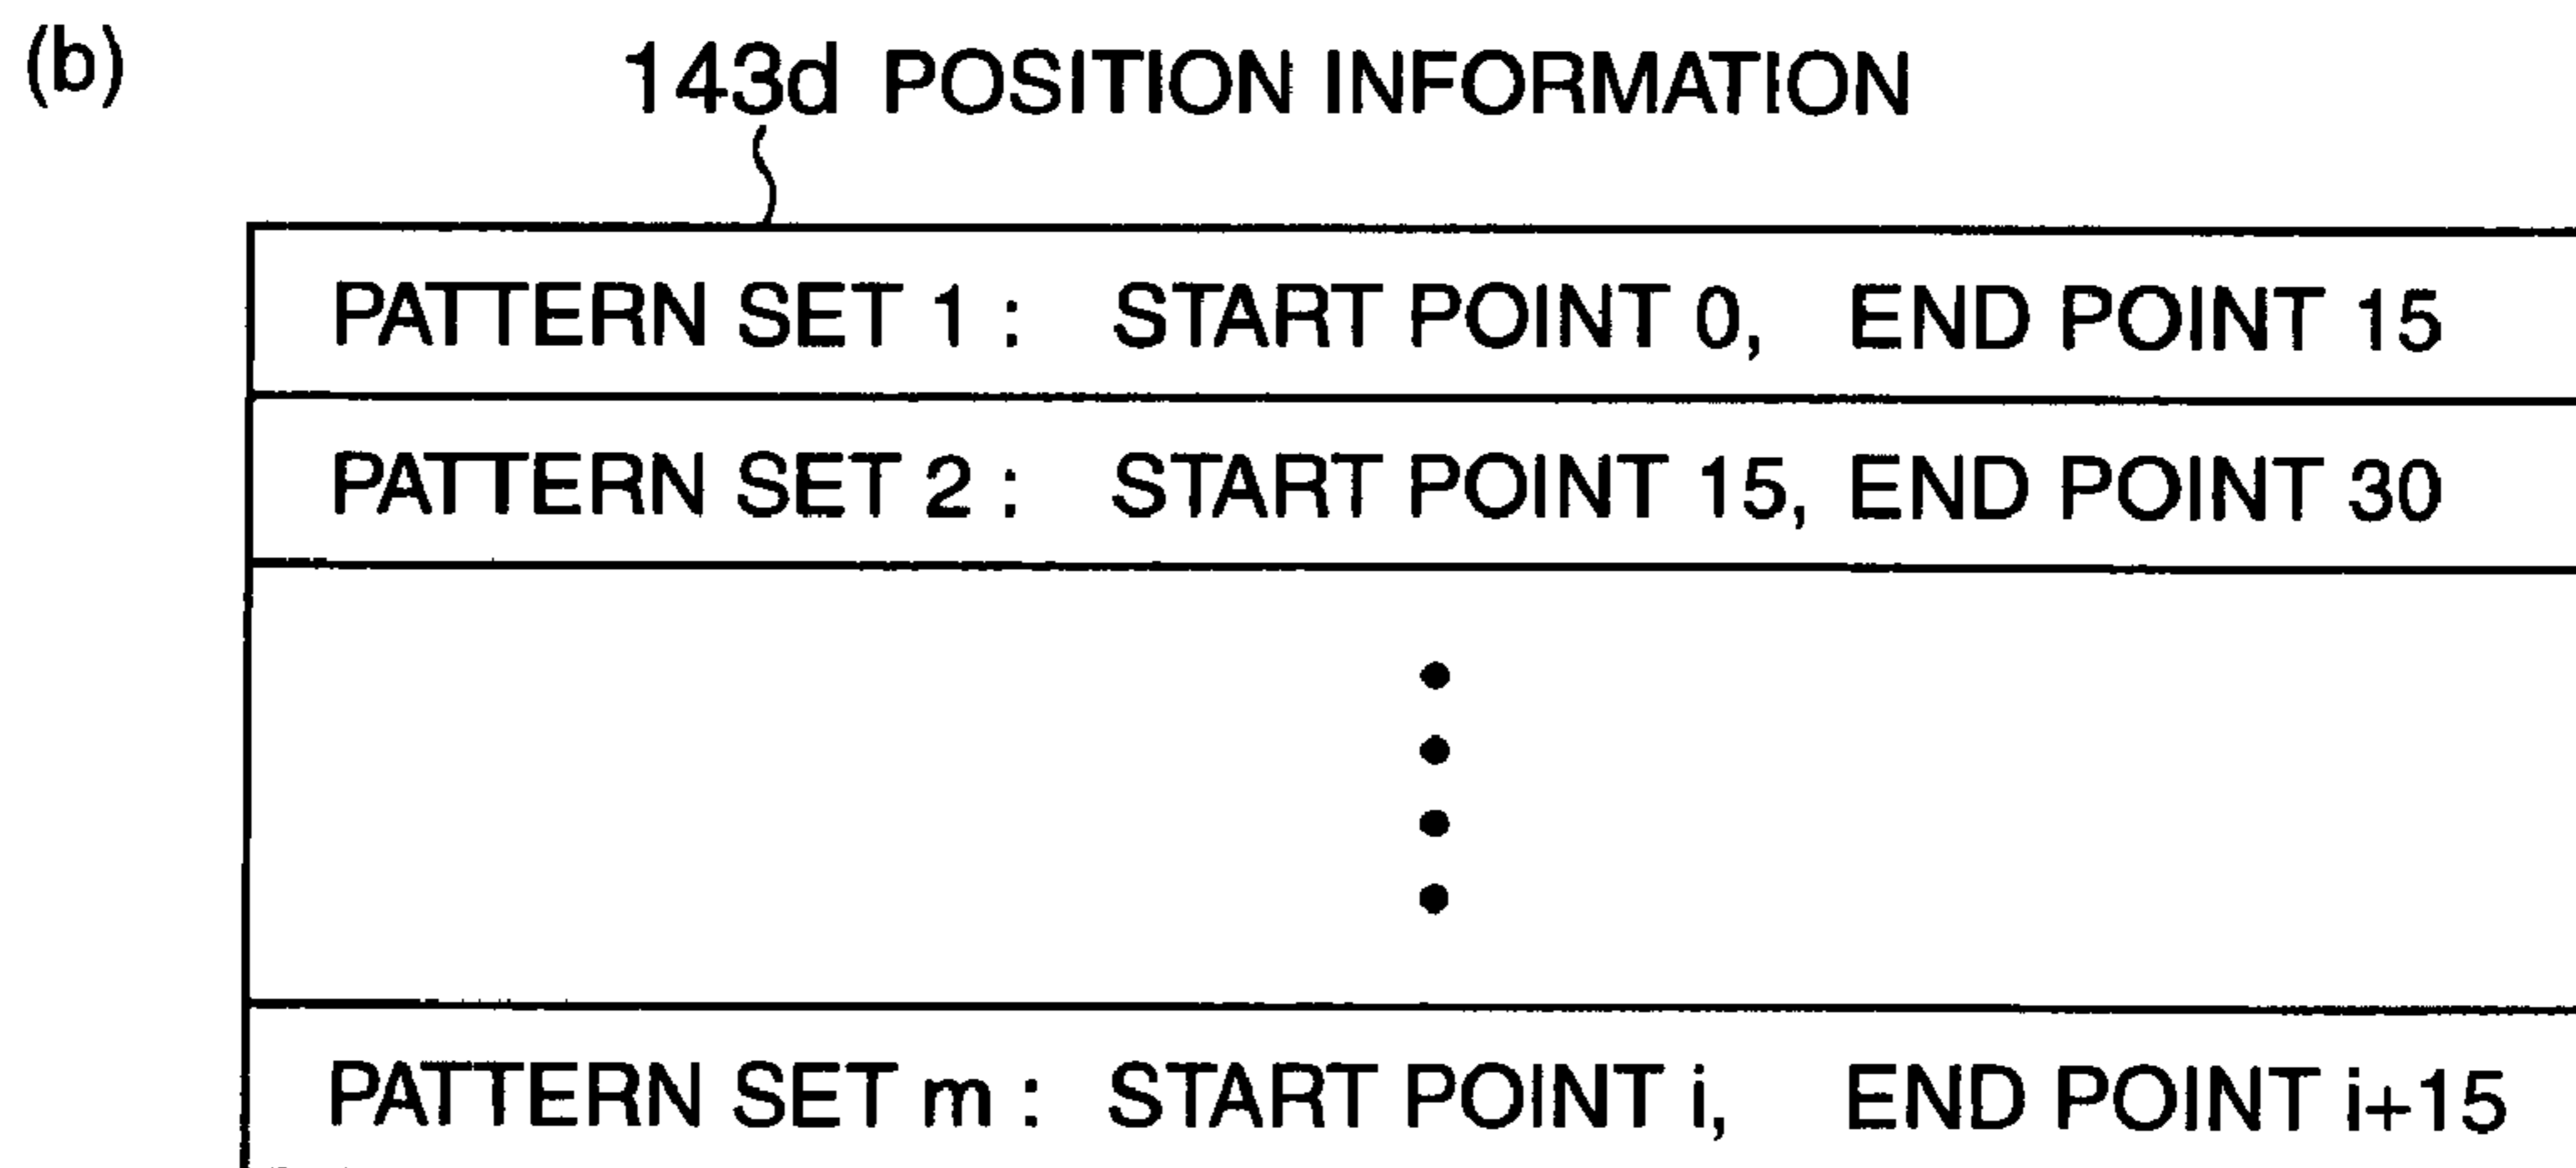 (b)
143d POSITION INFORMATION
PATTERN SET 1 : START POINT 0, END POINT 15
PATTERN SET 2 : START POINT 15, END POINT 30
PATTERN SET m : START POINT i, END POINT i+15